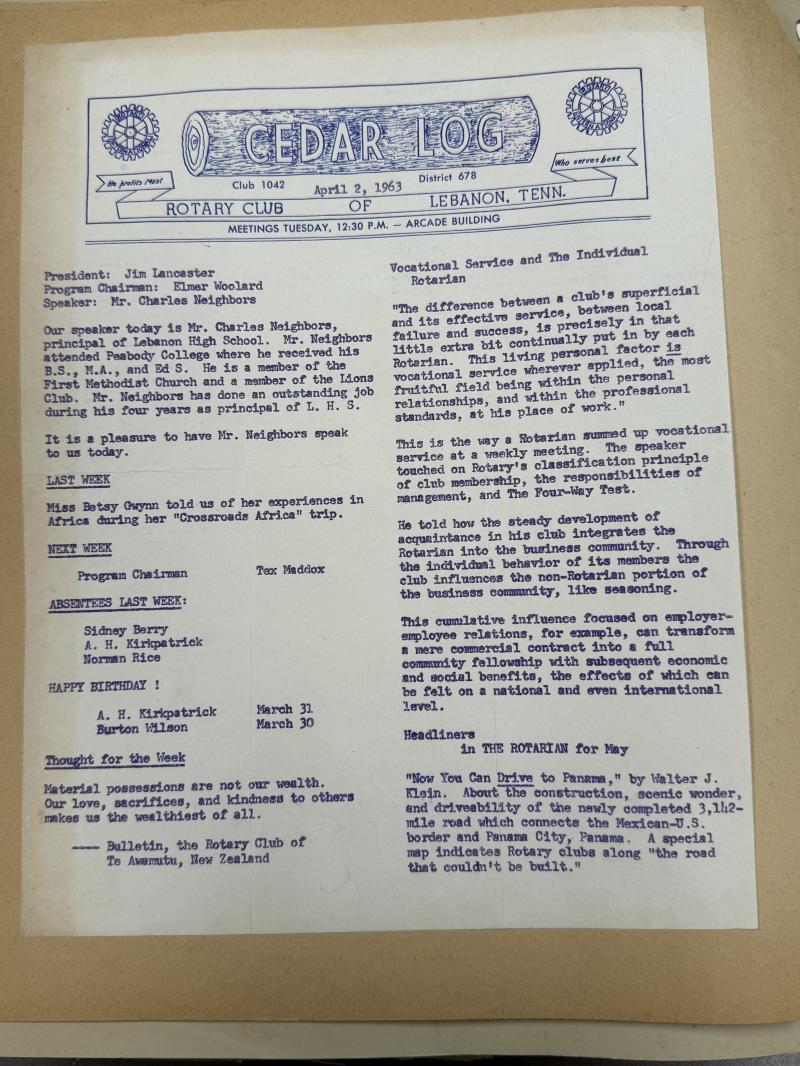 ROTARY
INTERNATIONAL
CEDAR LOG
ROTARY
INTERNATIONAL
He profits Most
Who serves best
Club 1042
April 2, 1963
District 678
ROTARY CLUB OF LEBANON, TENN.
MEETINGS TUESDAY, 12:30 P.M. — ARCADE BUILDING
President: Jim Lancaster
Program Chairman: Elmer Woolard
Speaker: Mr. Charles Neighbors
Our speaker today is Mr. Charles Neighbors,
principal of Lebanon High School. Mr. Neighbors
attended Peabody College where he received his
B.S., M.A., and Ed S. He is a member of the
First Methodist Church and a member of the Lions
Club. Mr. Neighbors has done an outstanding job
during his four years as principal of L. H. S.
It is a pleasure to have Mr. Neighbors speak
to us today.
LAST WEEK
Miss Betsy Gwynn told us of her experiences in
Africa during her "Crossroads Africa" trip.
NEXT WEEK
Program Chairman Tex Maddox
ABSENTEES LAST WEEK:
Sidney Berry
A. H. Kirkpatrick
Norman Rice
HAPPY BIRTHDAY !
A. H. Kirkpatrick March 31
Burton Wilson March 30
Thought for the Week
Material possessions are not our wealth.
Our love, sacrifices, and kindness to others
makes us the wealthiest of all.
---- Bulletin, the Rotary Club of
Te Awamutu, New Zealand
Vocational Service and The Individual
Rotarian
"The difference between a club's superficial
and its effective service, between local
failure and success, is precisely in that
little extra bit continually put in by each
Rotarian. This living personal factor is
vocational service wherever applied, the most
fruitful field being within the personal
relationships, and within the professional
standards, at his place of work."
This is the way a Rotarian summed up vocational
service at a weekly meeting. The speaker
touched on Rotary's classification principle
of club membership, the responsibilities of
management, and The Four-Way Test.
He told how the steady development of
acquaintance in his club integrates the
Rotarian into the business community. Through
the individual behavior of its members the
club influences the non-Rotarian portion of
the business community, like seasoning.
This cumulative influence focused on employer-
employee relations, for example, can transform
a mere commercial contract into a full
community fellowship with subsequent economic
and social benefits, the effects of which can
be felt on a national and even international
level.
Headliners
in THE ROTARIAN for May
"Now You Can Drive to Panama," by Walter J.
Klein. About the construction, scenic wonder,
and driveability of the newly completed 3,142-
mile road which connects the Mexican-U.S.
border and Panama City, Panama. A special
map indicates Rotary clubs along "the road
that couldn't be built."